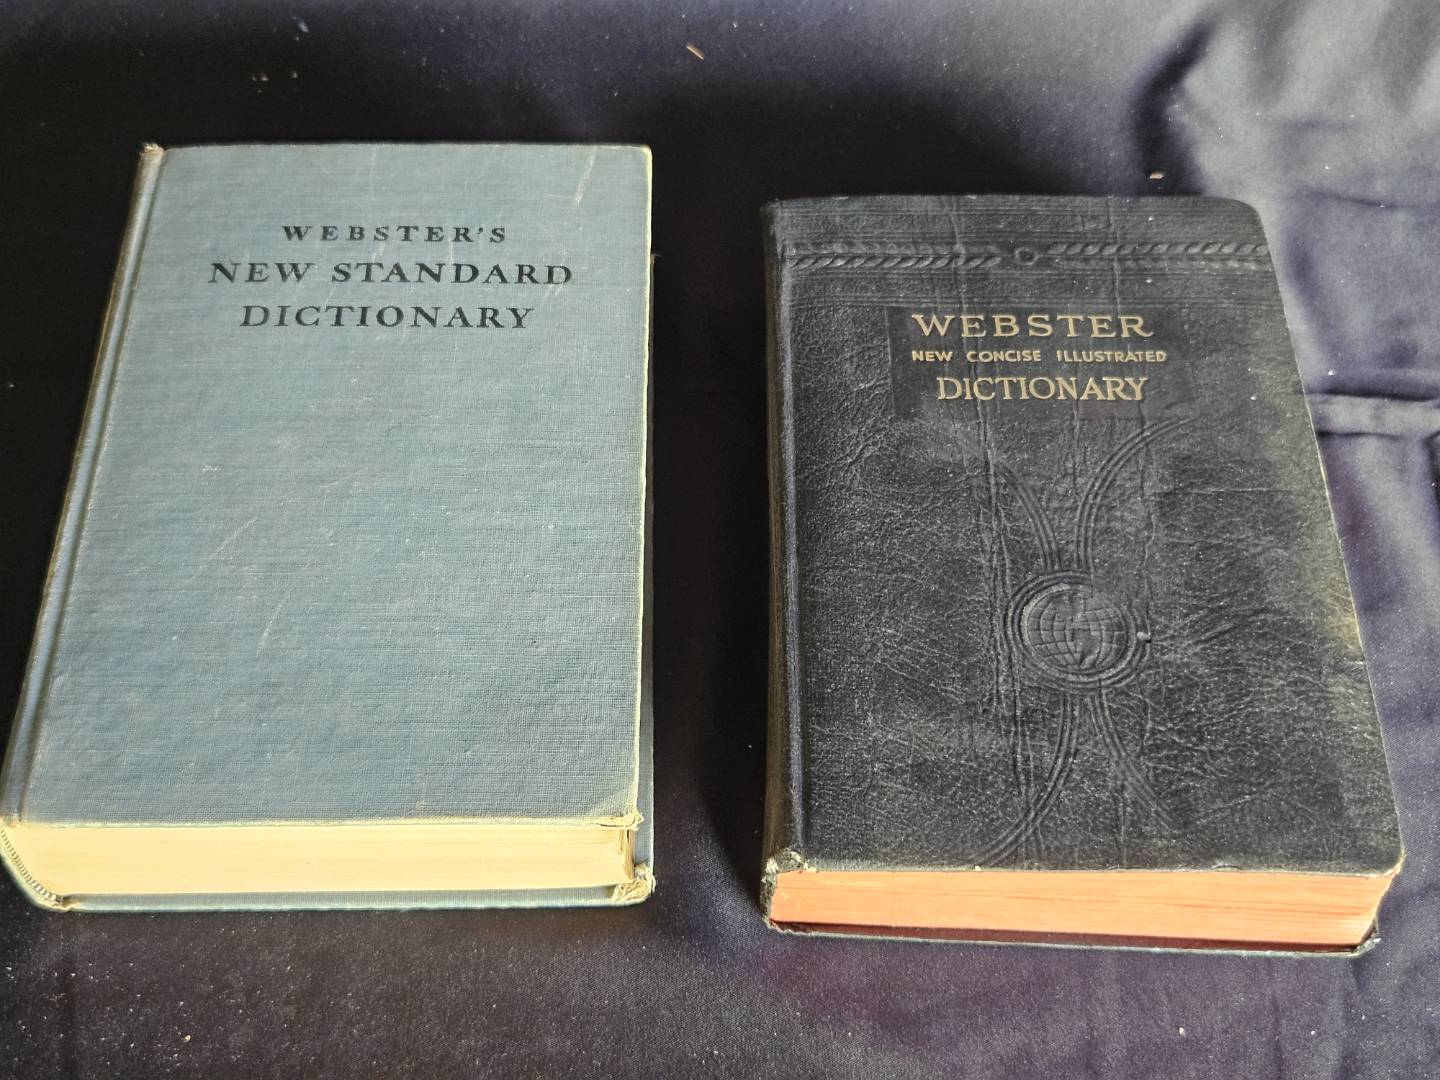 WEBSTER'S
NEW STANDARD
DICTIONARY
WEBSTER
NEW CONCISE ILLUSTRATED
DICTIONARY